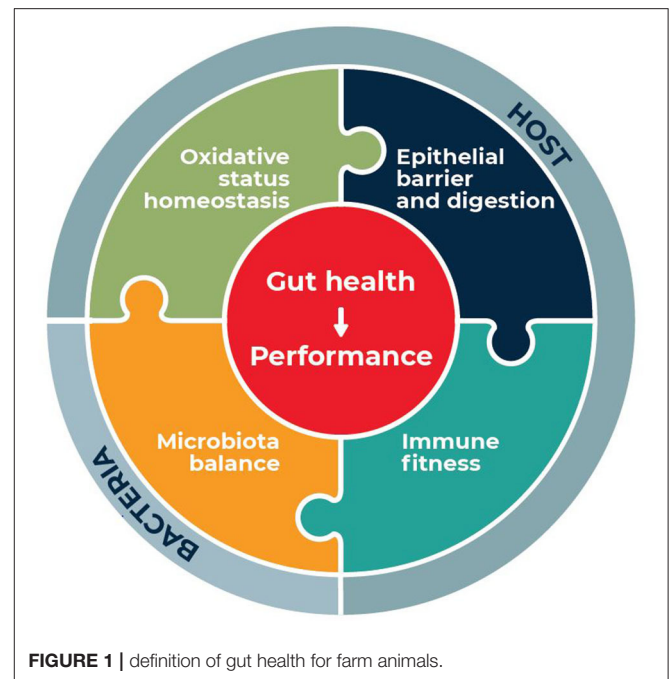 HOST
Oxidative
status
homeostasis
Epithelial
barrier
and digestion
Gut health
Performance
Microbiota
balance
Immune
fitness
BACTERIA
FIGURE 1 | definition of gut health for farm animals.